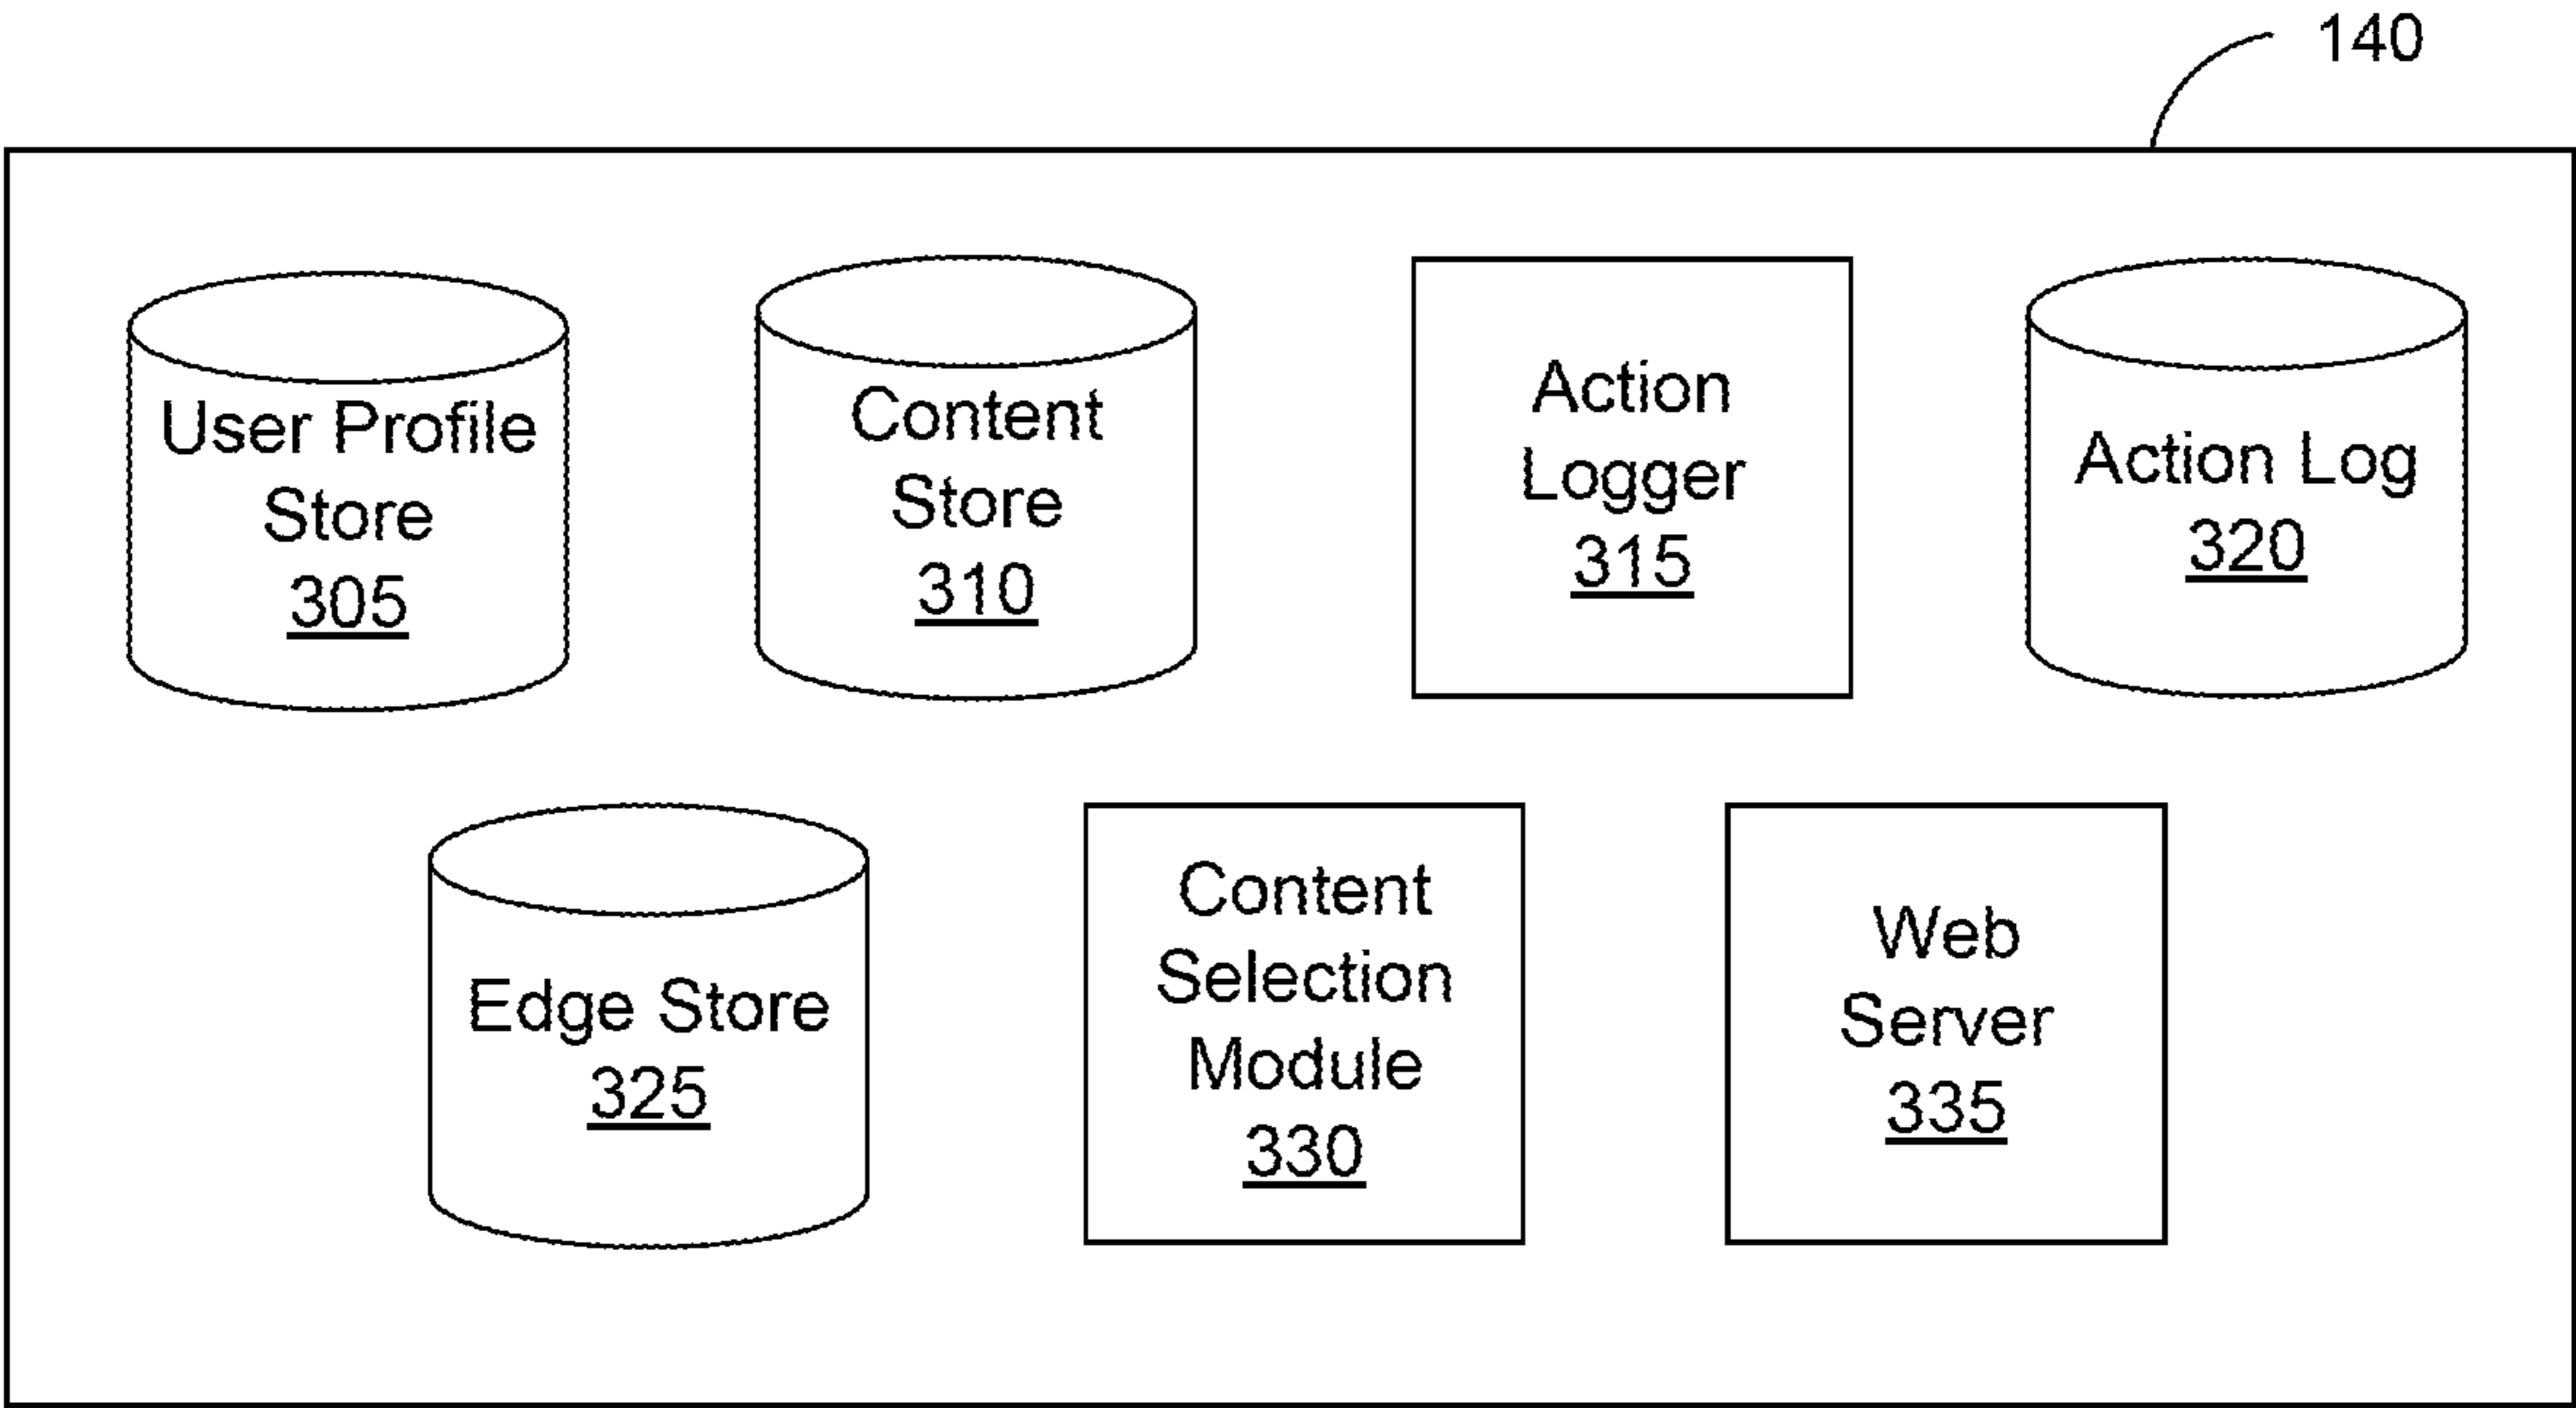 140
User Profile
Store
305
Content
Store
310
Action
Logger
315
Action Log
320
Edge Store
325
Content
Selection
Module
330
Web
Server
335